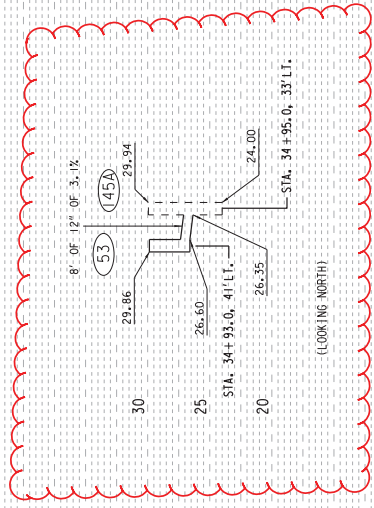 8' OF 12" OF 3.1%
53
145A
29.86
29.94
30
26.60
24.00
25
STA. 34+93.0, 41'LT.
STA. 34+95.0, 33'LT.
26.35
20
(LOOKING NORTH)